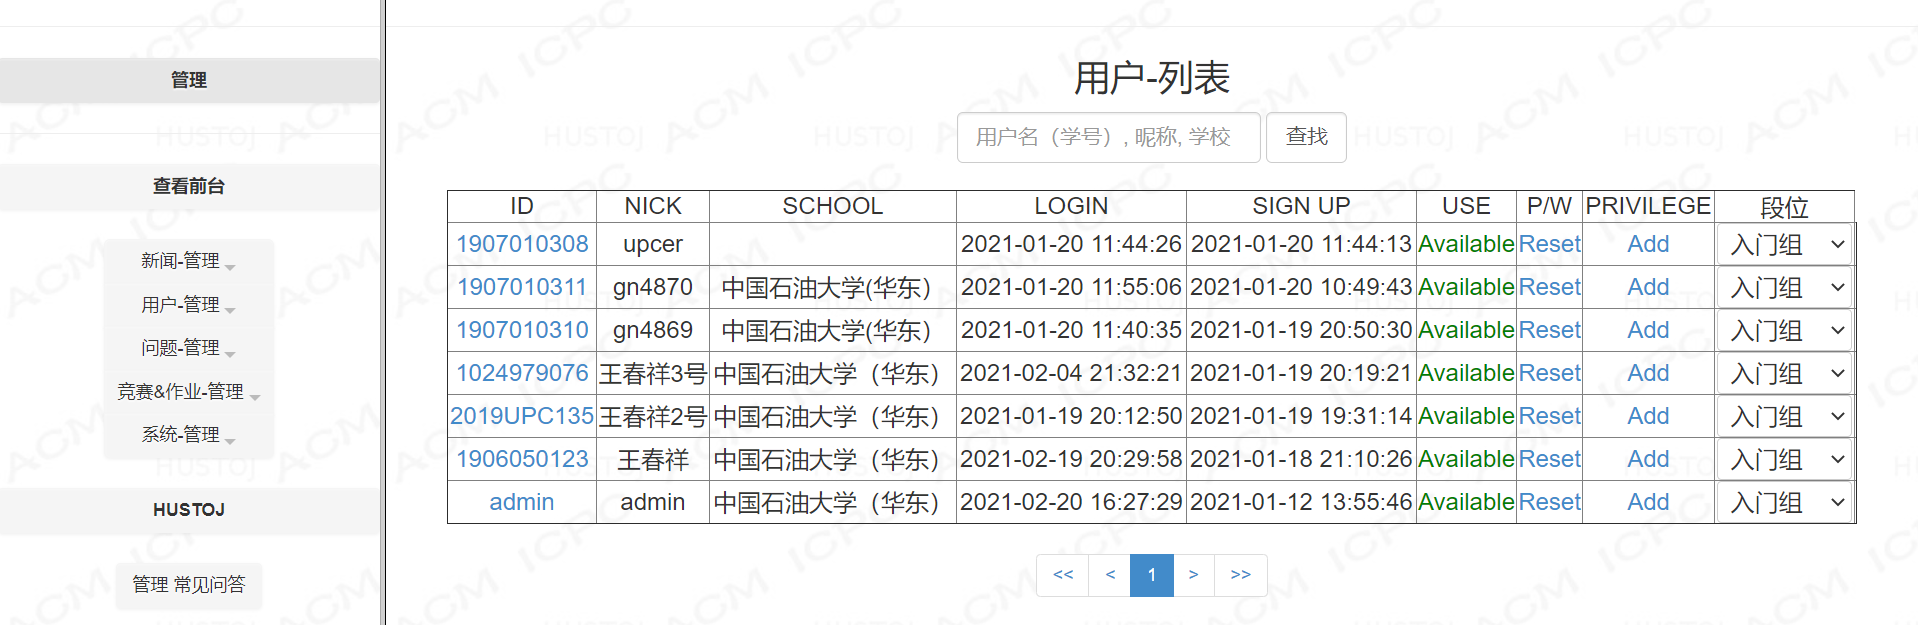 管理
查看前台
新闻-管理
用户-管理
问题-管理
竞赛&作业-管理
系统-管理
HUSTOJ
管理 常见问答
用户-列表
用户名（学号）, 昵称, 学校 查找
ID NICK SCHOOL LOGIN SIGN UP USE P/W PRIVILEGE 段位
1907010308 upcer 2021-01-20 11:44:26 2021-01-20 11:44:13 Available Reset Add 入门组
1907010311 gn4870 中国石油大学(华东） 2021-01-20 11:55:06 2021-01-20 10:49:43 Available Reset Add 入门组
1907010310 gn4869 中国石油大学(华东） 2021-01-20 11:40:35 2021-01-19 20:50:30 Available Reset Add 入门组
1024979076 王春祥3号 中国石油大学（华东） 2021-02-04 21:32:21 2021-01-19 20:19:21 Available Reset Add 入门组
2019UPC135 王春祥2号 中国石油大学（华东） 2021-01-19 20:12:50 2021-01-19 19:31:14 Available Reset Add 入门组
1906050123 王春祥 中国石油大学（华东） 2021-02-19 20:29:58 2021-01-18 21:10:26 Available Reset Add 入门组
admin admin 中国石油大学（华东） 2021-02-20 16:27:29 2021-01-12 13:55:46 Available Reset Add 入门组
<< < 1 > >>
ACM ICPC
HUSTOJ